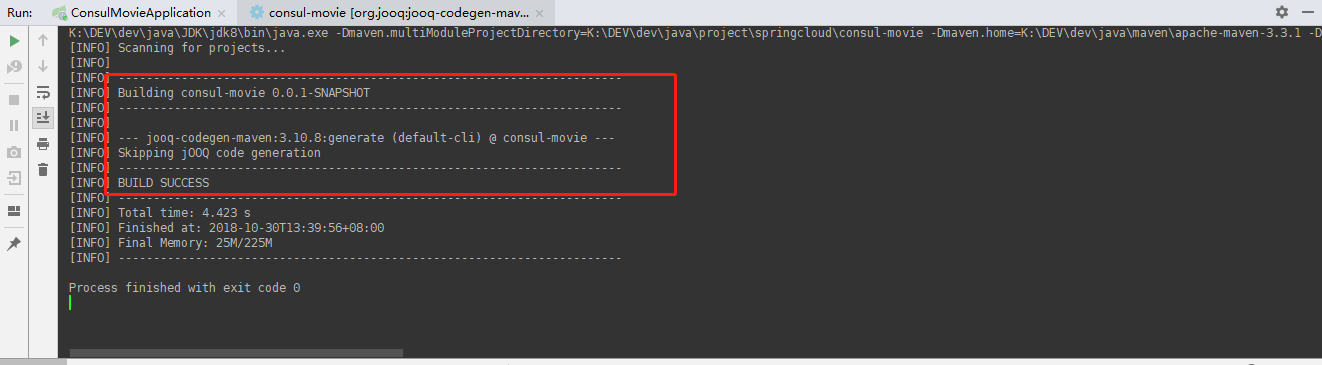 Run: ConsulMovieApplication × consul-movie [org.jooq:jooq-codegen-mav... ×
K:\DEV\dev\java\JDK\jdk8\bin\java.exe -Dmaven.multiModuleProjectDirectory=K:\DEV\dev\java\project\springcloud\consul-movie -Dmaven.home=K:\DEV\dev\java\maven\apache-maven-3.3.1 -D
[INFO] Scanning for projects...
[INFO]
[INFO] ------------------------------------------------------------------------
[INFO] Building consul-movie 0.0.1-SNAPSHOT
[INFO] ------------------------------------------------------------------------
[INFO]
[INFO] --- jooq-codegen-maven:3.10.8:generate (default-cli) @ consul-movie ---
[INFO] Skipping jOOQ code generation
[INFO] ------------------------------------------------------------------------
[INFO] BUILD SUCCESS
[INFO] ------------------------------------------------------------------------
[INFO] Total time: 4.423 s
[INFO] Finished at: 2018-10-30T13:39:56+08:00
[INFO] Final Memory: 25M/225M
[INFO] ------------------------------------------------------------------------
Process finished with exit code 0